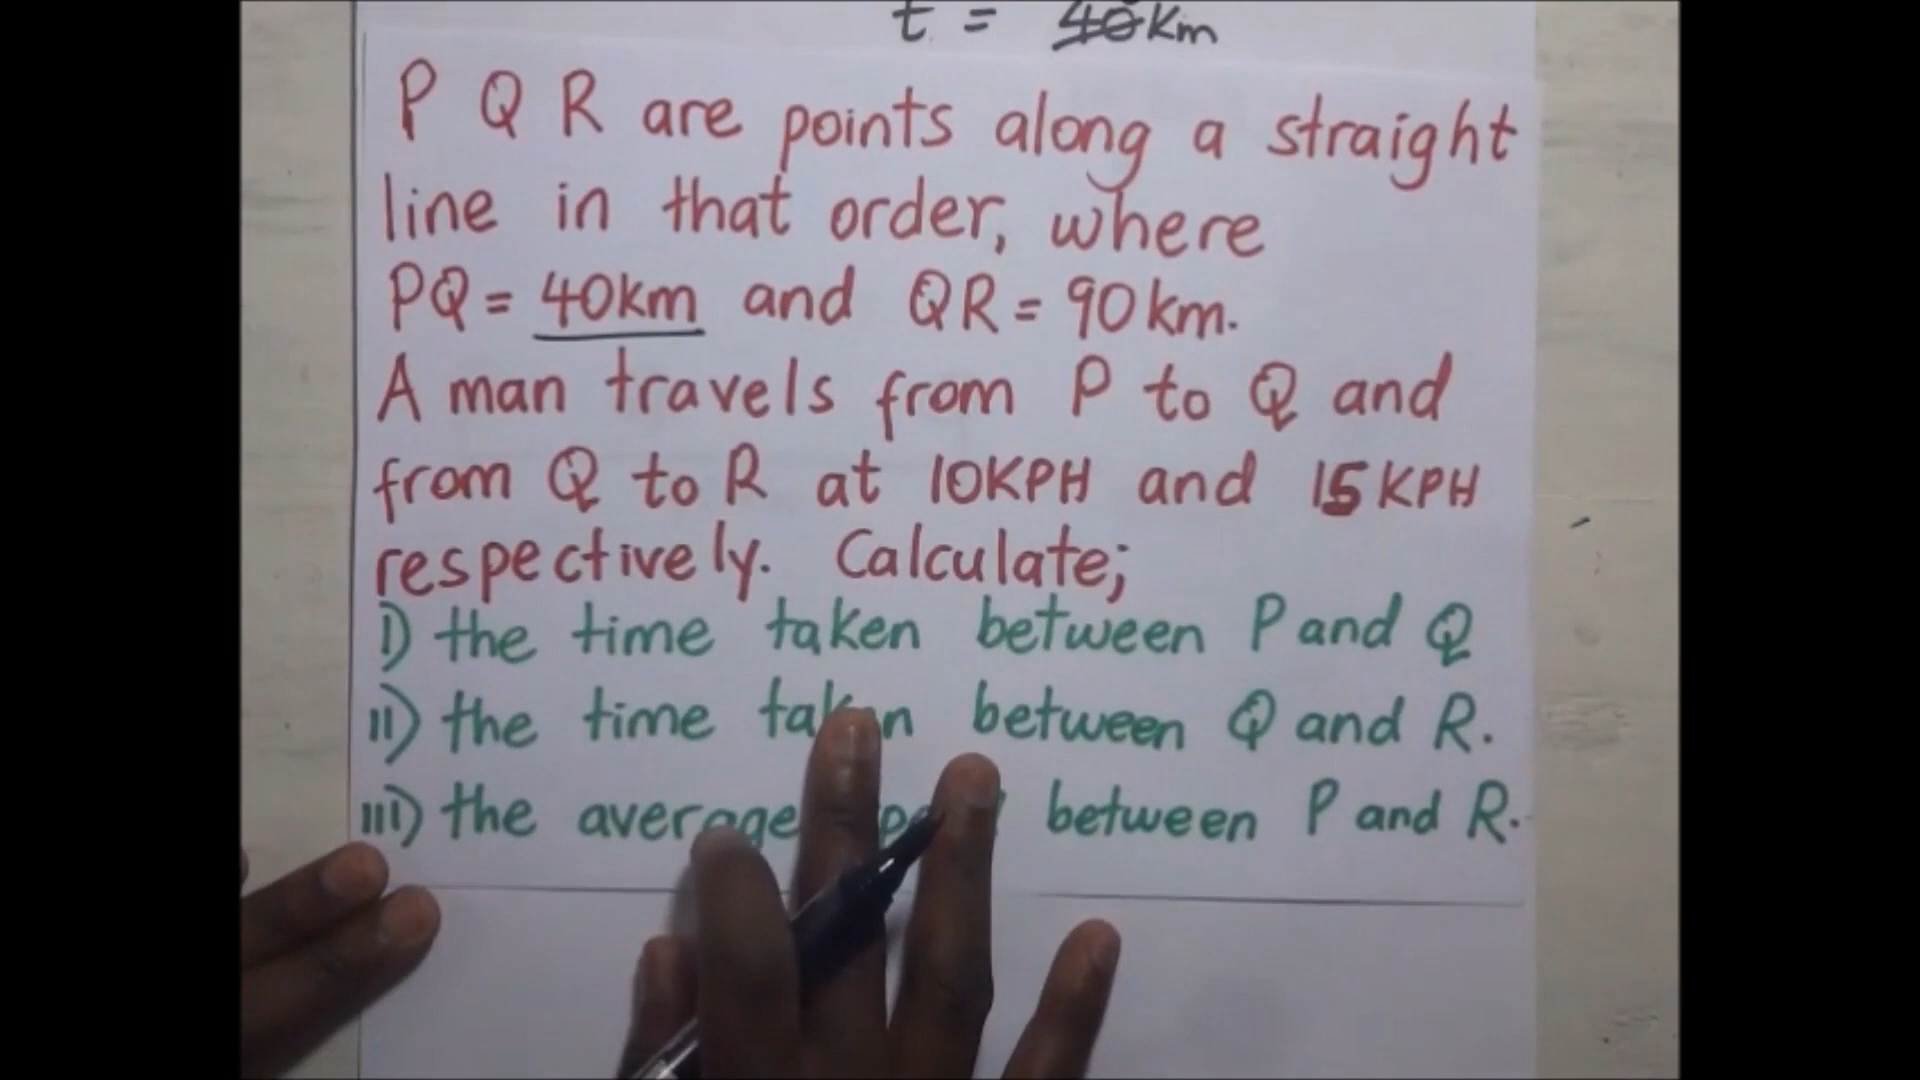 t = 40km
P Q R are points along a straight
line in that order, where
PQ = 40km and QR = 90km.
A man travels from P to Q and
from Q to R at 10KPH and 15KPH
respectively. Calculate;
I) the time taken between P and Q
II) the time taken between Q and R.
III) the average between P and R.